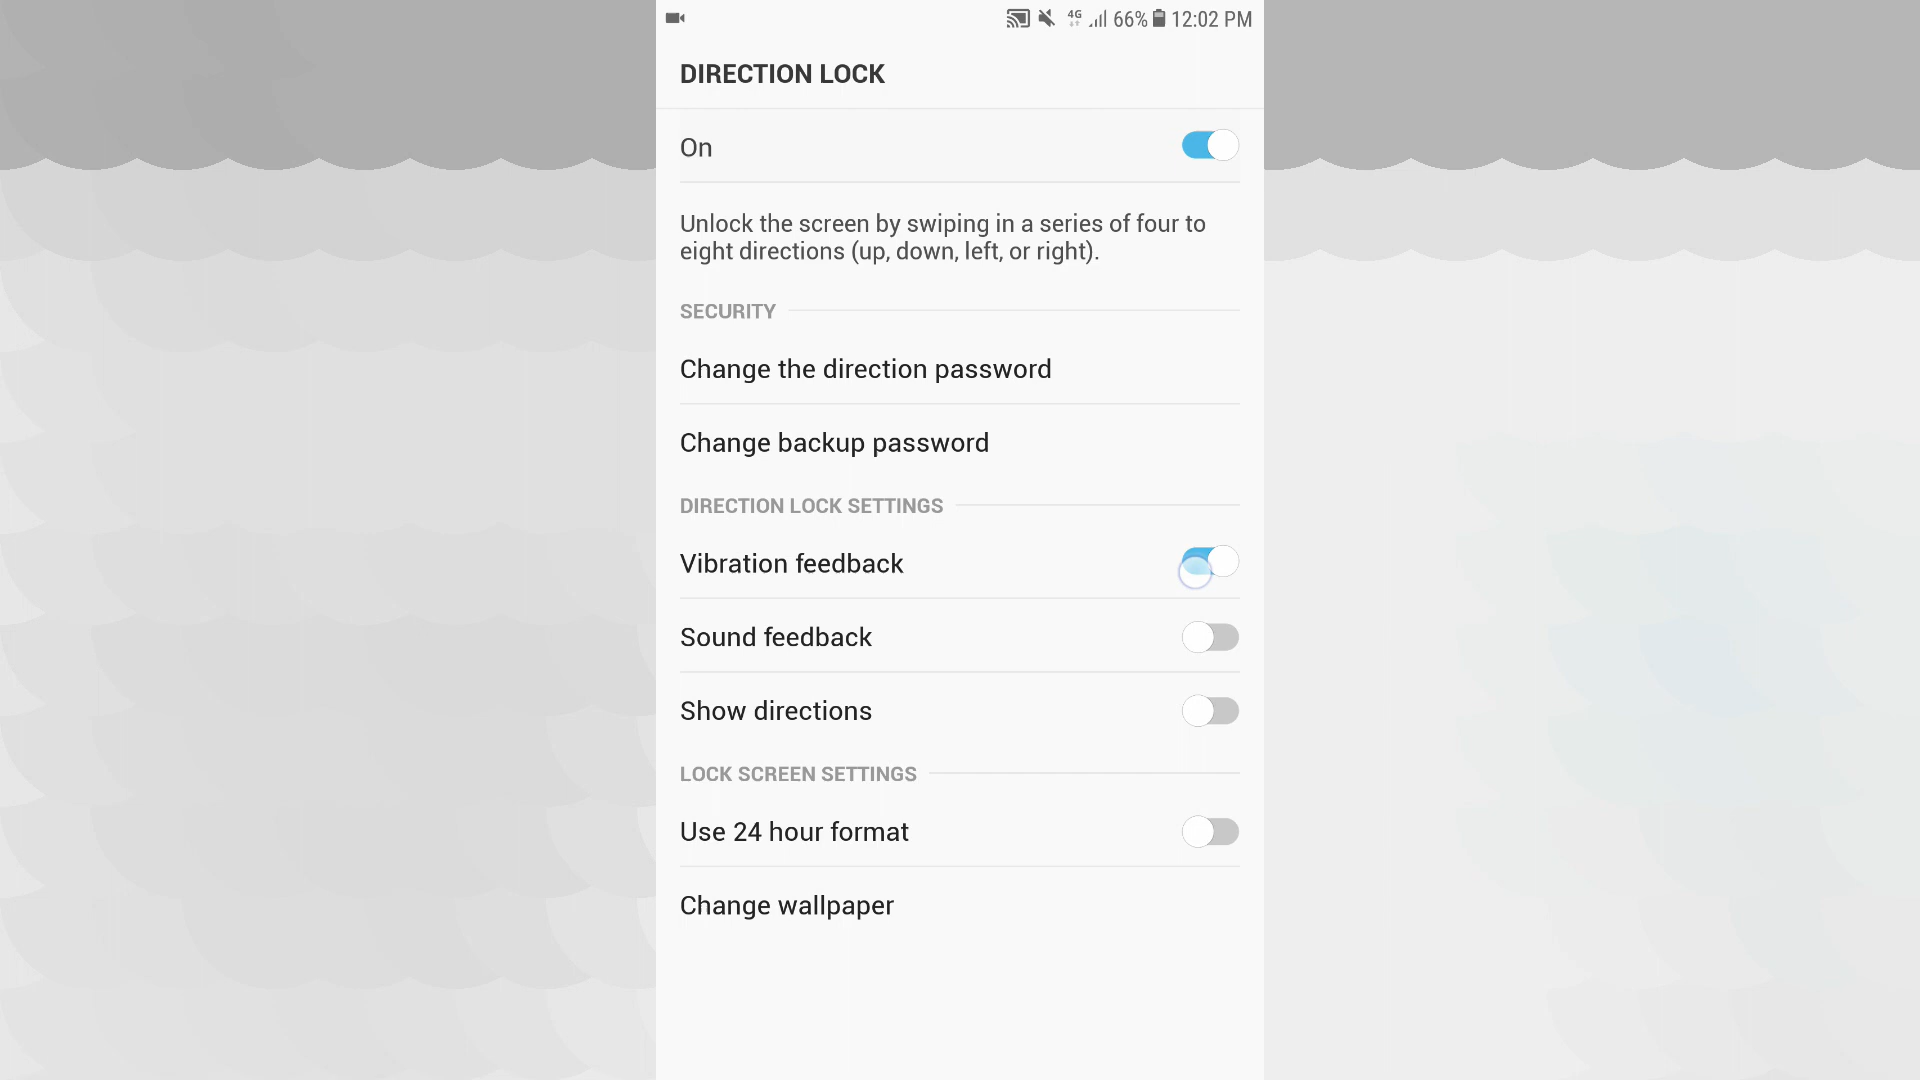 4G 66% 12:02 PM
DIRECTION LOCK
On
Unlock the screen by swiping in a series of four to
eight directions (up, down, left, or right).
SECURITY
Change the direction password
Change backup password
DIRECTION LOCK SETTINGS
Vibration feedback
Sound feedback
Show directions
LOCK SCREEN SETTINGS
Use 24 hour format
Change wallpaper